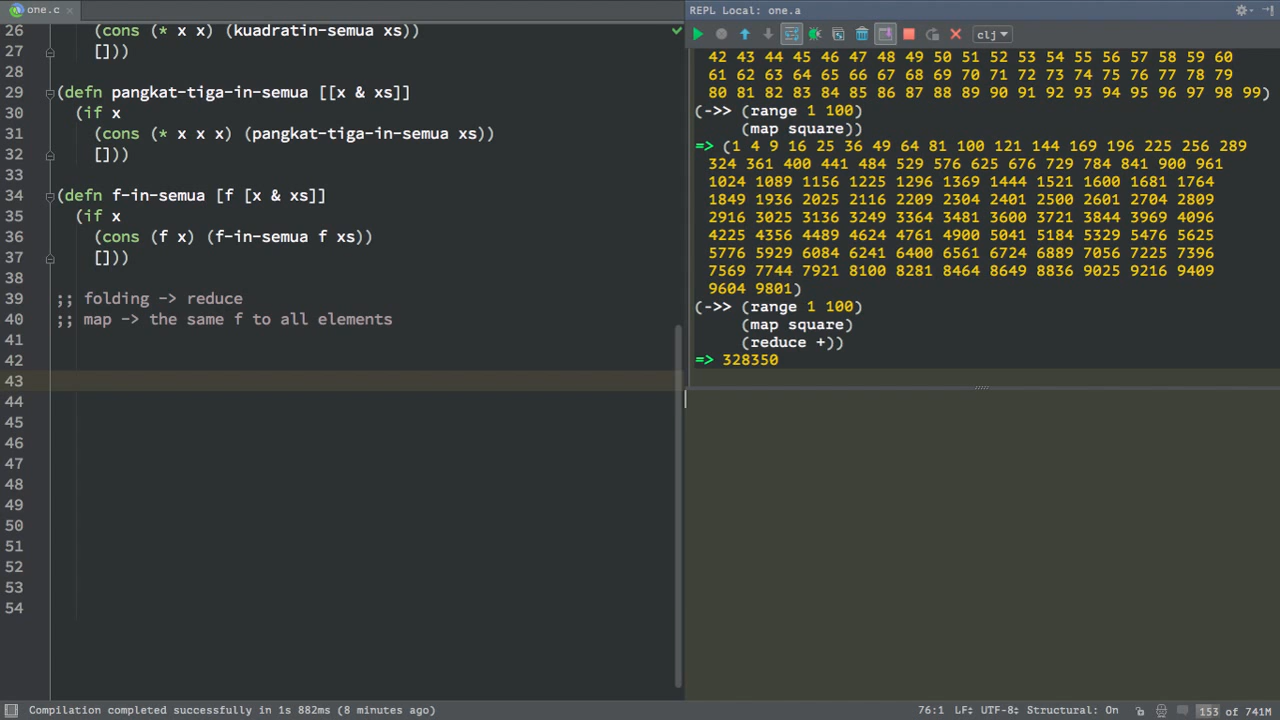 one.c
26 (cons (* x x) (kuadratin-semua xs))
27 []))
28
29 (defn pangkat-tiga-in-semua [[x & xs]]
30 (if x
31 (cons (* x x x) (pangkat-tiga-in-semua xs))
32 []))
33
34 (defn f-in-semua [f [x & xs]]
35 (if x
36 (cons (f x) (f-in-semua f xs))
37 []))
38
39 ;; folding -> reduce
40 ;; map -> the same f to all elements
41
42
43
44
45
46
47
48
49
50
51
52
53
54
REPL Local: one.a
clj
42 43 44 45 46 47 48 49 50 51 52 53 54 55 56 57 58 59 60
61 62 63 64 65 66 67 68 69 70 71 72 73 74 75 76 77 78 79
80 81 82 83 84 85 86 87 88 89 90 91 92 93 94 95 96 97 98 99)
(->> (range 1 100)
(map square))
=> (1 4 9 16 25 36 49 64 81 100 121 144 169 196 225 256 289
324 361 400 441 484 529 576 625 676 729 784 841 900 961
1024 1089 1156 1225 1296 1369 1444 1521 1600 1681 1764
1849 1936 2025 2116 2209 2304 2401 2500 2601 2704 2809
2916 3025 3136 3249 3364 3481 3600 3721 3844 3969 4096
4225 4356 4489 4624 4761 4900 5041 5184 5329 5476 5625
5776 5929 6084 6241 6400 6561 6724 6889 7056 7225 7396
7569 7744 7921 8100 8281 8464 8649 8836 9025 9216 9409
9604 9801)
(->> (range 1 100)
(map square)
(reduce +))
=> 328350
Compilation completed successfully in 1s 882ms (8 minutes ago)
76:1 LF: UTF-8: Structural: On 153 of 741M